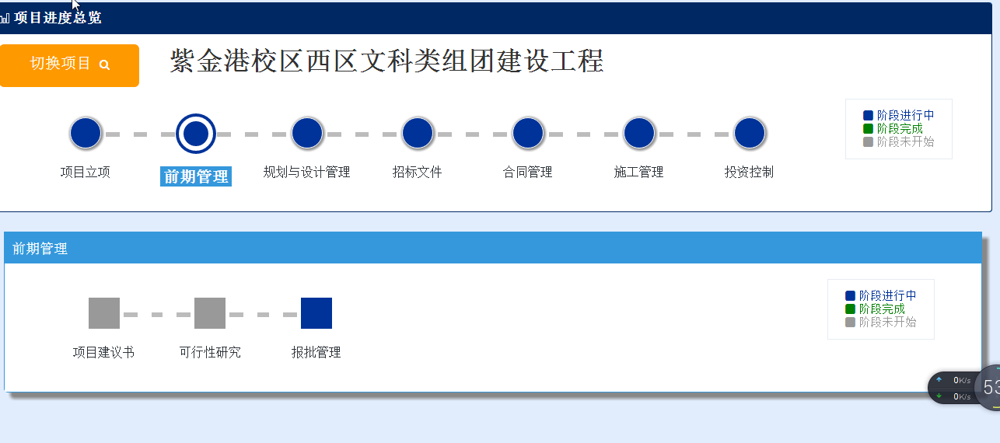 项目进度总览
切换项目
紫金港校区西区文科类组团建设工程
阶段进行中
阶段完成
阶段未开始
项目立项 前期管理 规划与设计管理 招标文件 合同管理 施工管理 投资控制
前期管理
阶段进行中
阶段完成
阶段未开始
项目建议书 可行性研究 报批管理
0K/s
0K/s
53